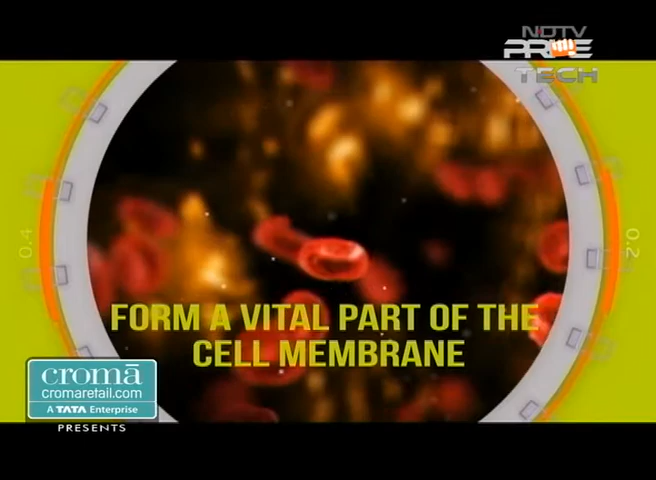 NDTV
PRIME
TECH
0.4
0.2
FORM A VITAL PART OF THE
CELL MEMBRANE
cromā
cromaretail.com
A TATA Enterprise
PRESENTS